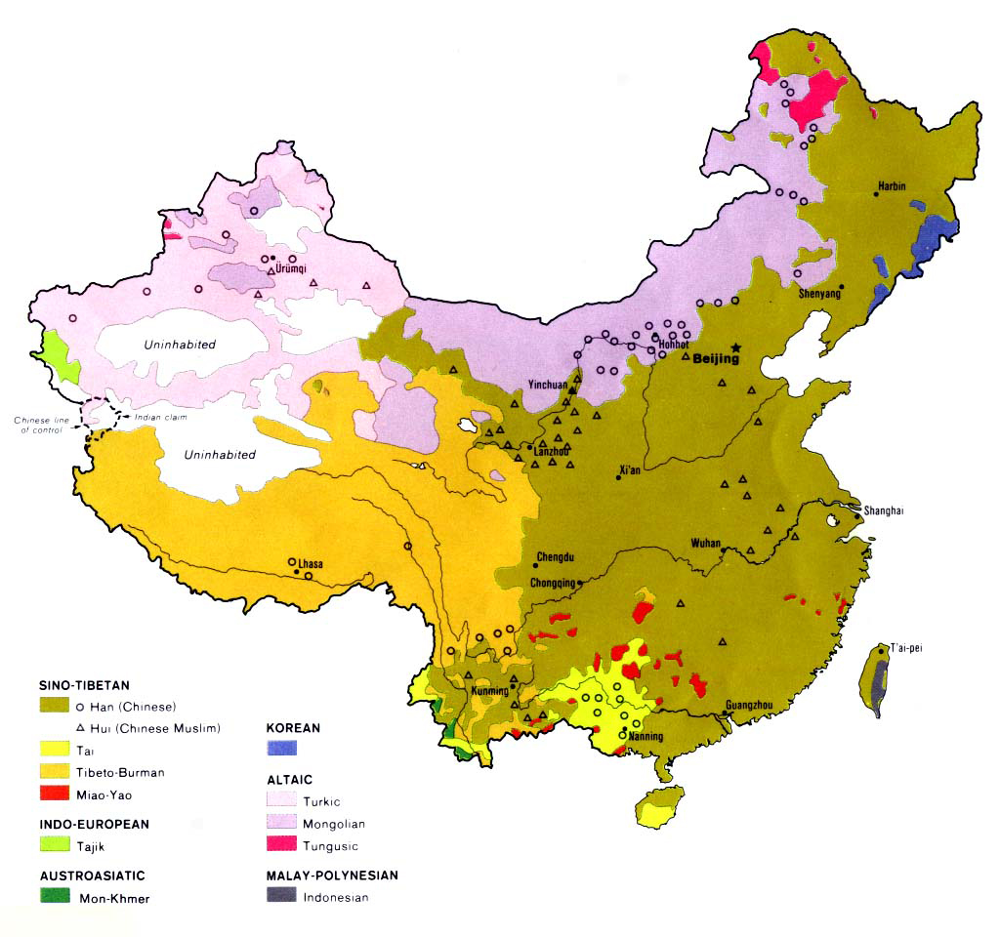 Harbin
Ürümqi
Shenyang
Uninhabited
Hohhot
Beijing
Yinchuan
Chinese line
of control
Indian claim
Uninhabited
Lanzhou
Xi'an
Shanghai
Wuhan
Chengdu
Lhasa
Chongqing
T'ai-pei
Kunming
Guangzhou
Nanning
SINO-TIBETAN
Han (Chinese)
Hui (Chinese Muslim)
Tai
Tibeto-Burman
Miao-Yao
INDO-EUROPEAN
Tajik
AUSTROASIATIC
Mon-Khmer
KOREAN
ALTAIC
Turkic
Mongolian
Tungusic
MALAY-POLYNESIAN
Indonesian